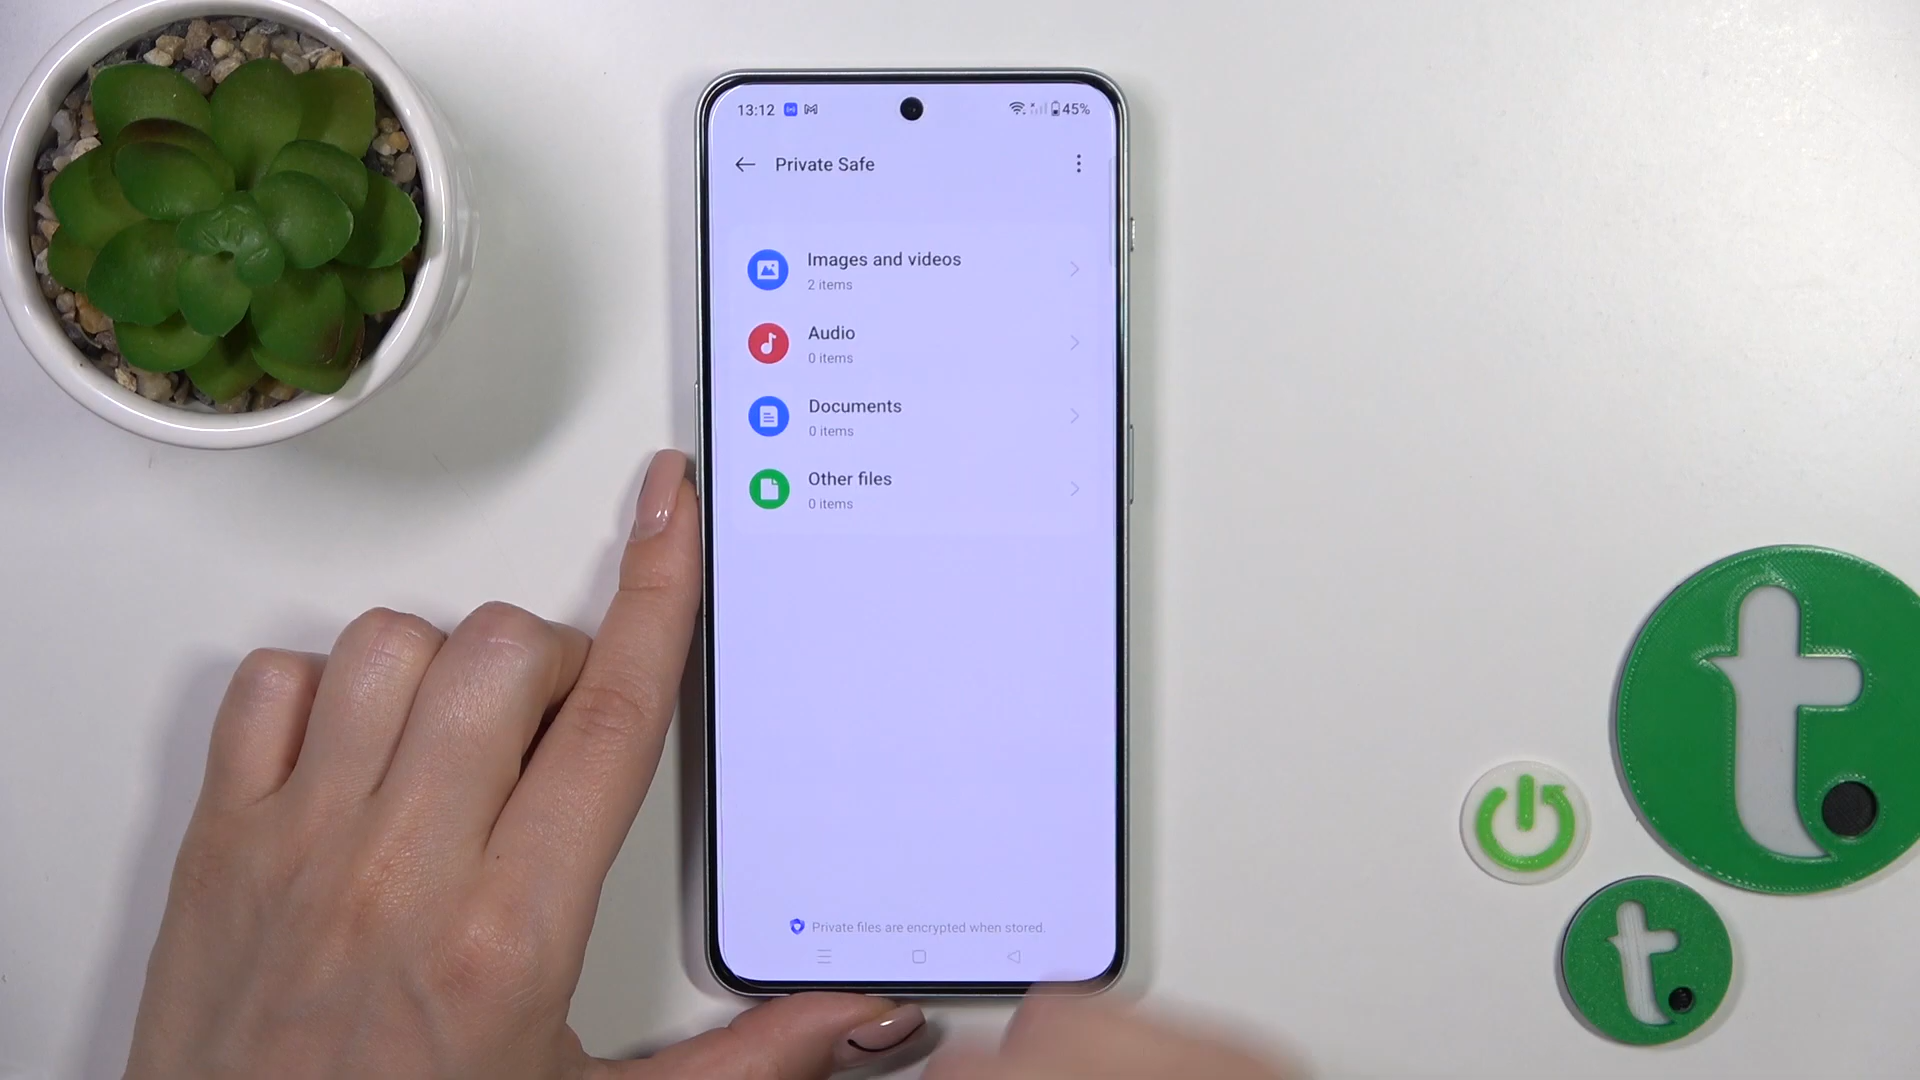 13:12
45%
Private Safe
Images and videos
2 items
Audio
0 items
Documents
0 items
Other files
0 items
Private files are encrypted when stored.
t.
t.